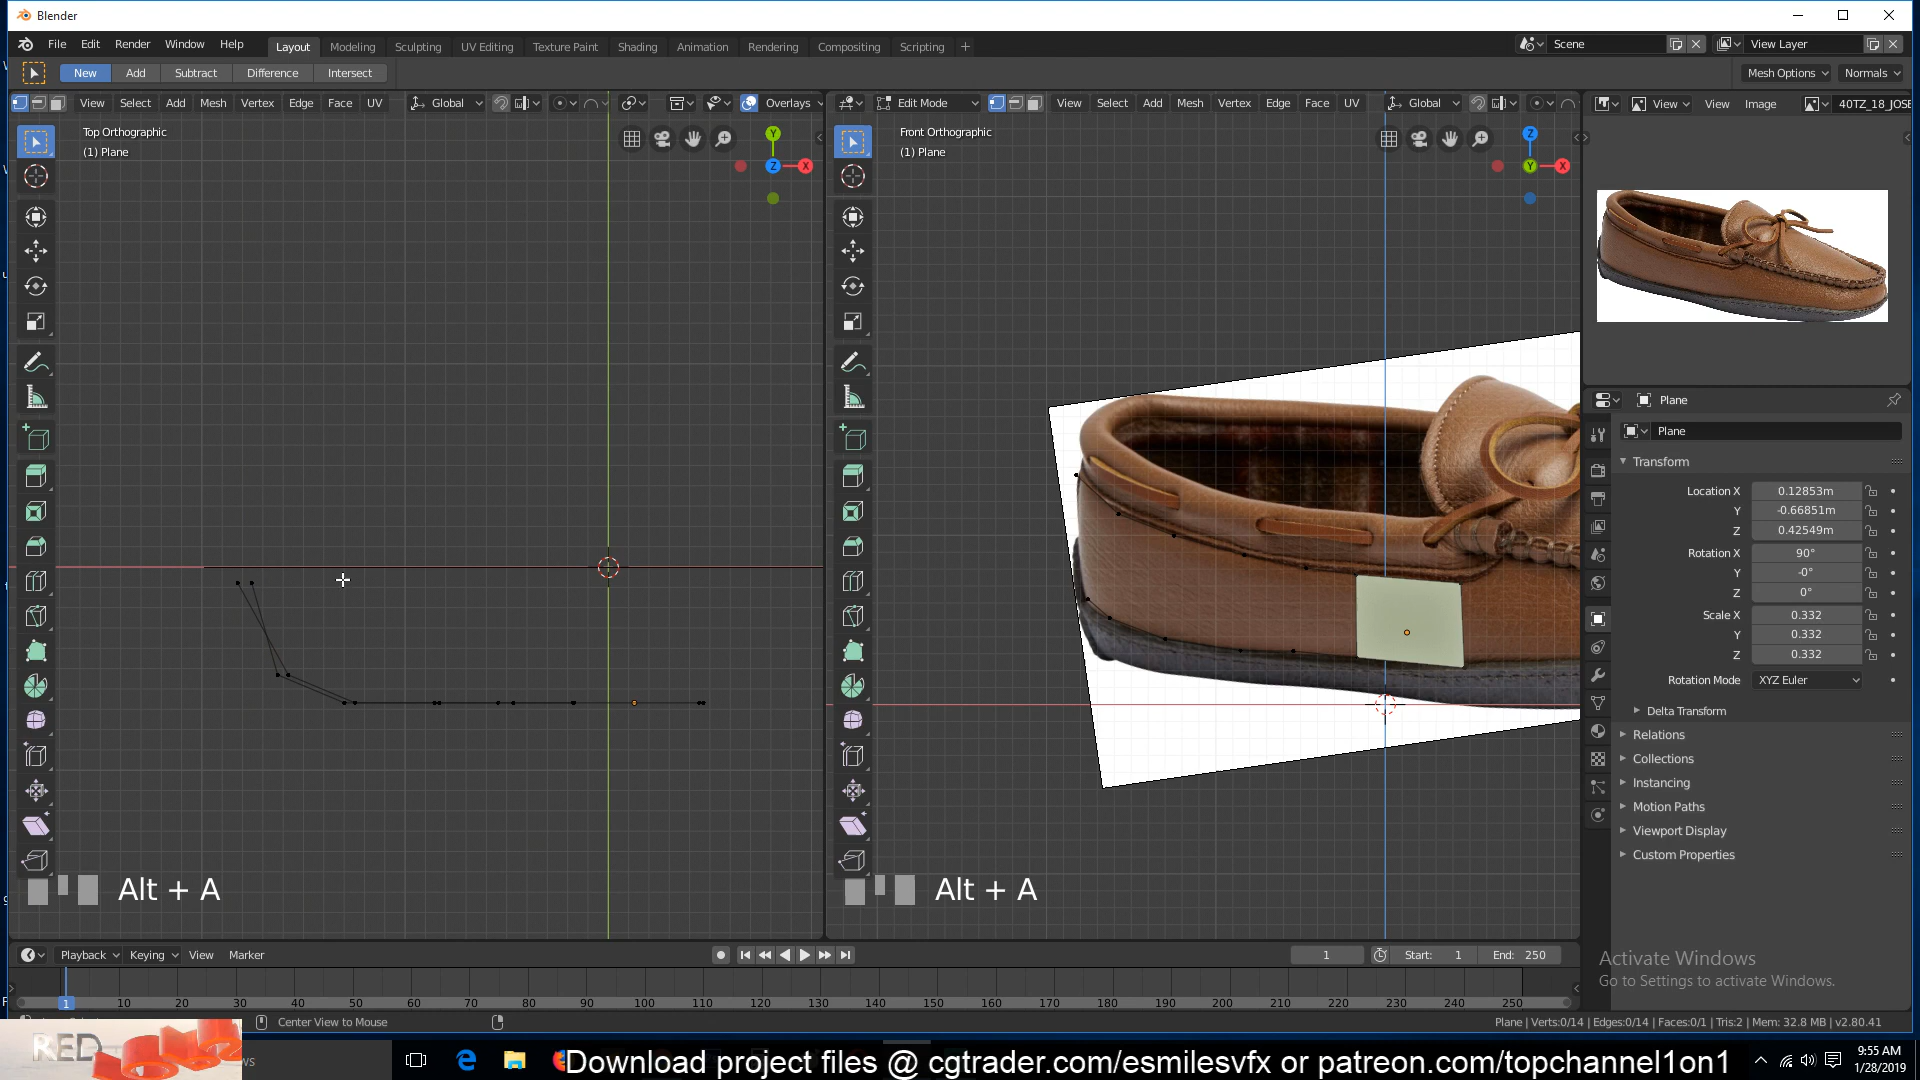 Blender
File Edit Render Window Help Layout Modeling Sculpting UV Editing Texture Paint Shading Animation Rendering Compositing Scripting + Scene View Layer
New Add Subtract Difference Intersect Mesh Options Normals
View Select Add Mesh Vertex Edge Face UV Global Overlays Edit Mode View Select Add Mesh Vertex Edge Face UV Global View View Image 40TZ_18_JOSE
Top Orthographic
(1) Plane
Front Orthographic
(1) Plane
Y
Z
X
Z
Y
X
Plane
Plane
Transform
Location X 0.12853m
Y -0.66851m
Z 0.42549m
Rotation X 90°
Y -0°
Z 0°
Scale X 0.332
Y 0.332
Z 0.332
Rotation Mode XYZ Euler
Delta Transform
Relations
Collections
Instancing
Motion Paths
Viewport Display
Custom Properties
Alt + A
Alt + A
Activate Windows
Go to Settings to activate Windows.
Playback Keying View Marker 1 Start: 1 End: 250
1 10 20 30 40 50 60 70 80 90 100 110 120 130 140 150 160 170 180 190 200 210 220 230 240 250
Center View to Mouse
Plane | Verts:0/14 | Edges:0/14 | Faces:0/1 | Tris:2 | Mem: 32.8 MB | v2.80.41
RED
Download project files @ cgtrader.com/esmilesvfx or patreon.com/topchannel1on1
9:55 AM
1/28/2019